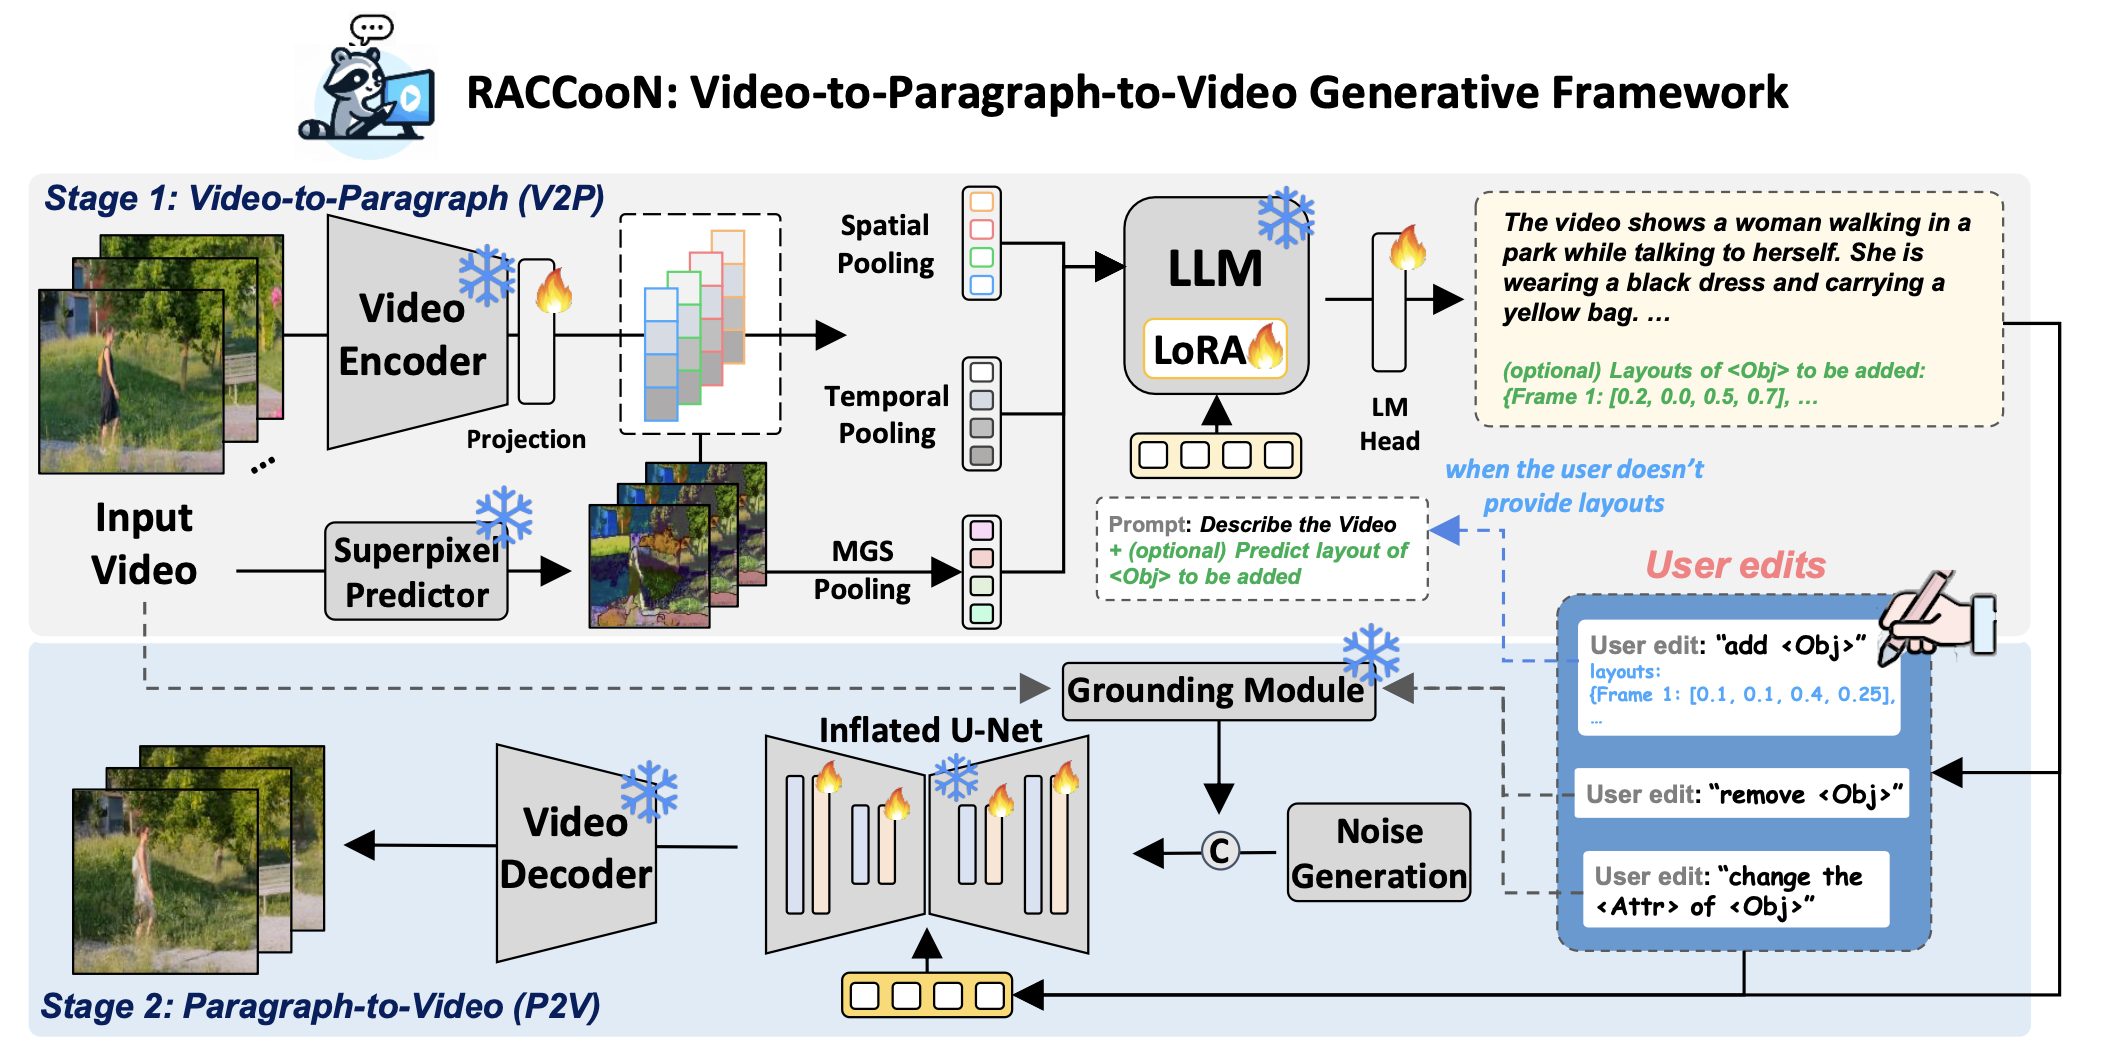 RACCooN: Video-to-Paragraph-to-Video Generative Framework
Stage 1: Video-to-Paragraph (V2P)
Video
Encoder
Projection
Input
Video
Superpixel
Predictor
Spatial
Pooling
Temporal
Pooling
MGS
Pooling
LLM
LoRA
LM
Head
The video shows a woman walking in a
park while talking to herself. She is
wearing a black dress and carrying a
yellow bag. ...
(optional) Layouts of <Obj> to be added:
{Frame 1: [0.2, 0.0, 0.5, 0.7], ...
when the user doesn't
provide layouts
Prompt: Describe the Video
+ (optional) Predict layout of
<Obj> to be added
User edits
User edit: “add <Obj>”
layouts:
{Frame 1: [0.1, 0.1, 0.4, 0.25],
...
User edit: “remove <Obj>”
User edit: “change the
<Attr> of <Obj>”
Grounding Module
Inflated U-Net
C
Noise
Generation
Video
Decoder
Stage 2: Paragraph-to-Video (P2V)